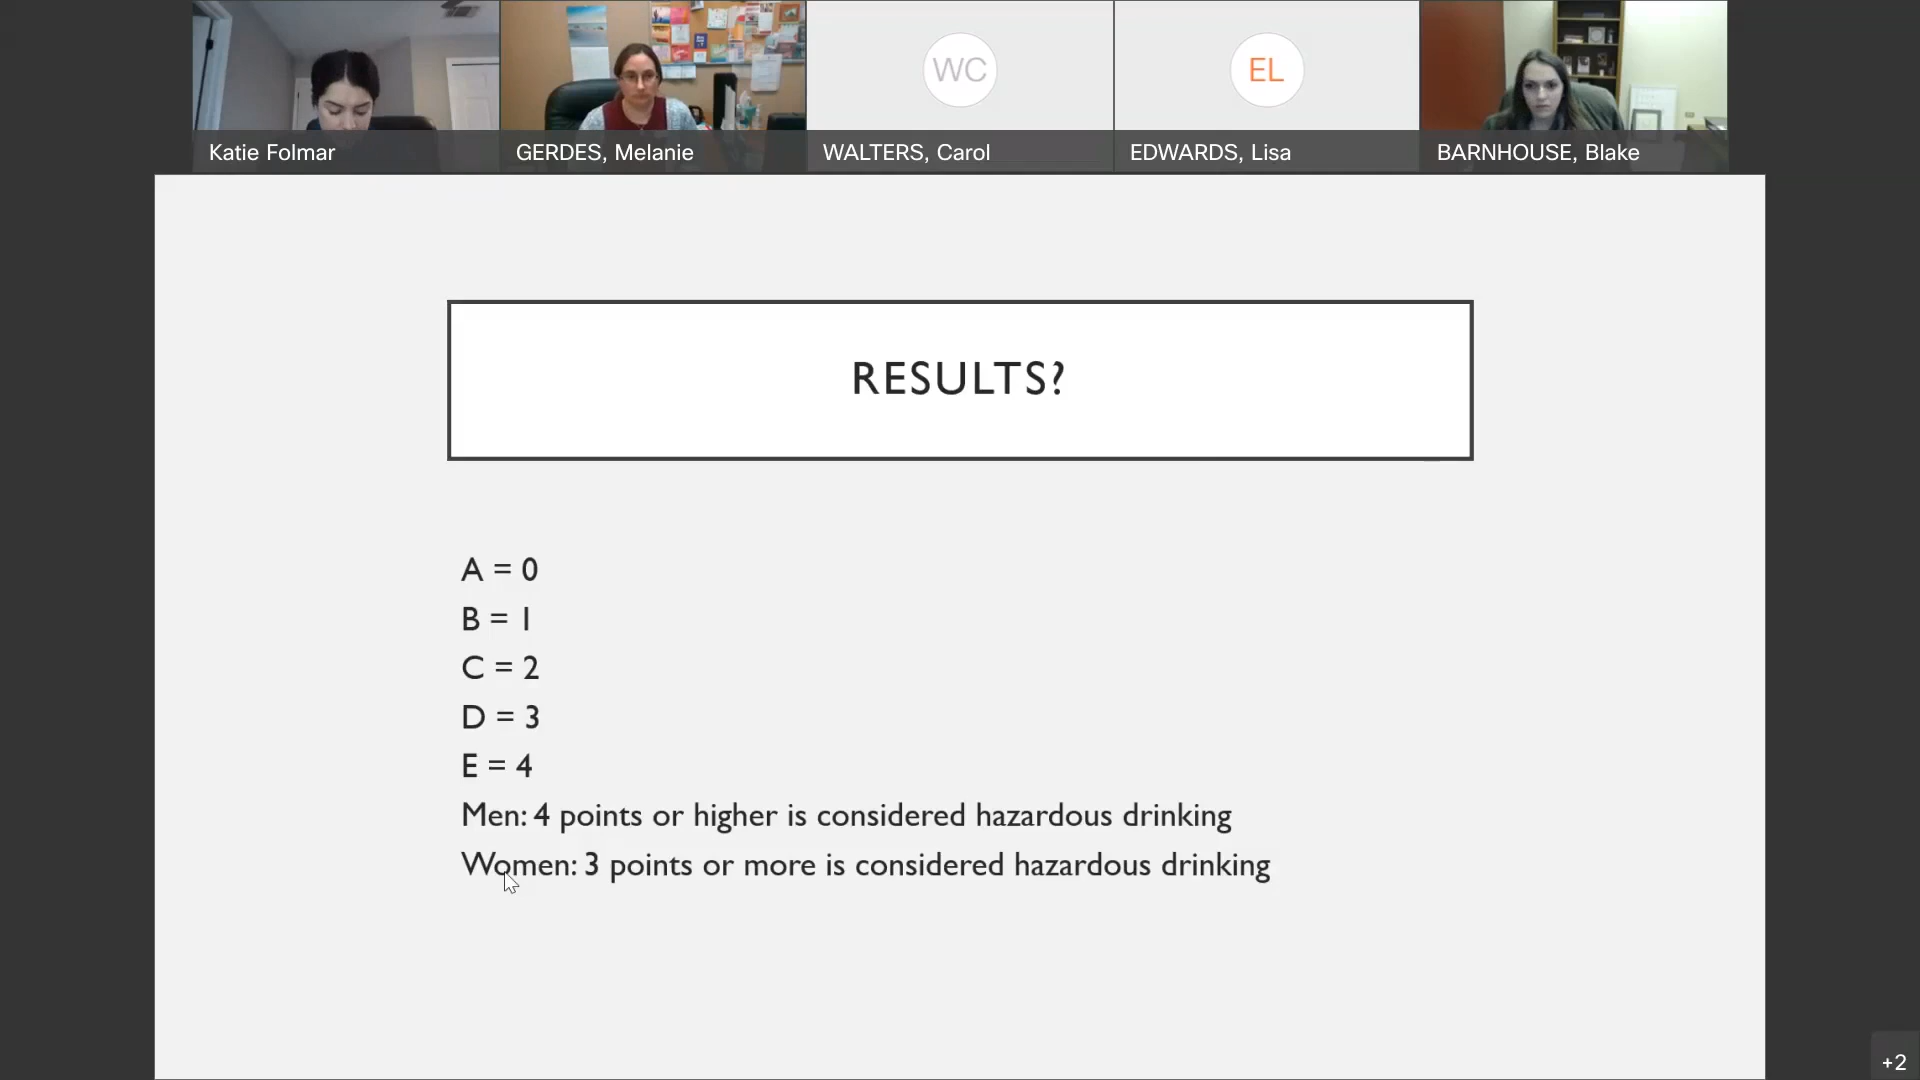 WC
EL
Katie Folmar
GERDES, Melanie
WALTERS, Carol
EDWARDS, Lisa
BARNHOUSE, Blake
RESULTS?
A = 0
B = 1
C = 2
D = 3
E = 4
Men: 4 points or higher is considered hazardous drinking
Women: 3 points or more is considered hazardous drinking
+2